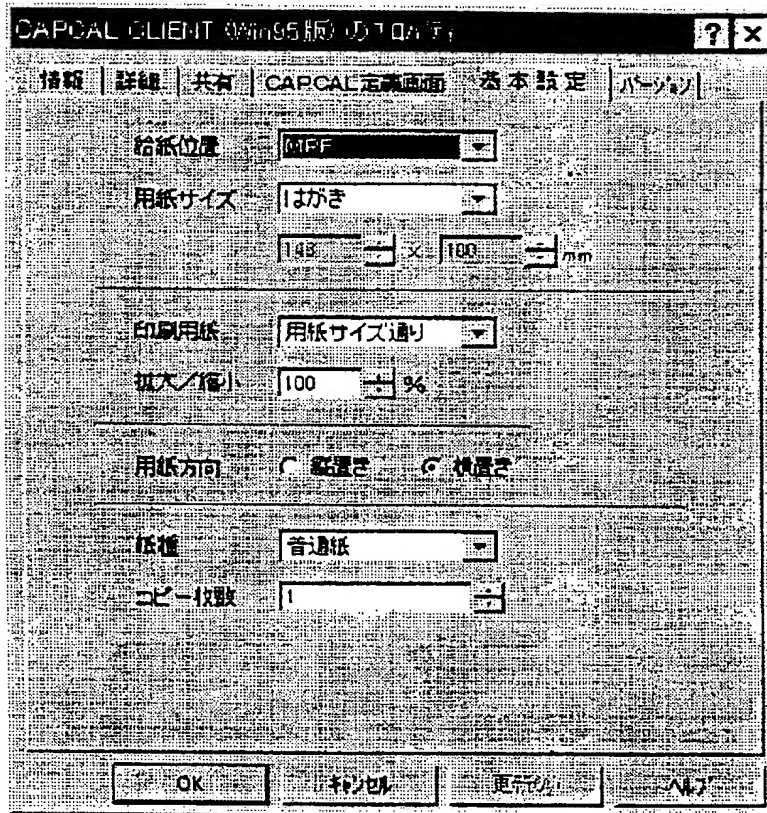 CAPCAL CLIENT (Win95版) のプロパティ
情報 詳細 共有 CAPCAL定義画面 基本設定 バージョン
給紙位置
用紙サイズ はがき
148 × 100 mm
印刷用紙 用紙サイズ通り
拡大/縮小 100 %
用紙方向 縦置き 横置き
紙種 普通紙
コピー枚数 1
OK キャンセル ヘルプ